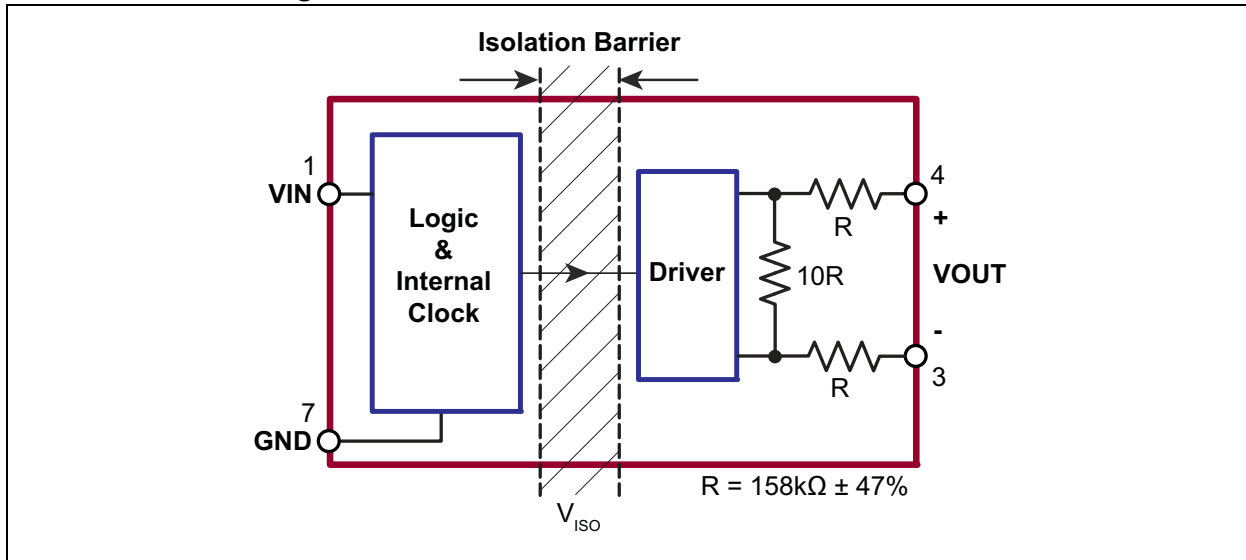 Isolation Barrier
1
VIN
Logic
&
Internal
Clock
7
GND
Driver
10R
R
4
+
VOUT
-
3
R
R = 158kΩ ± 47%
VISO